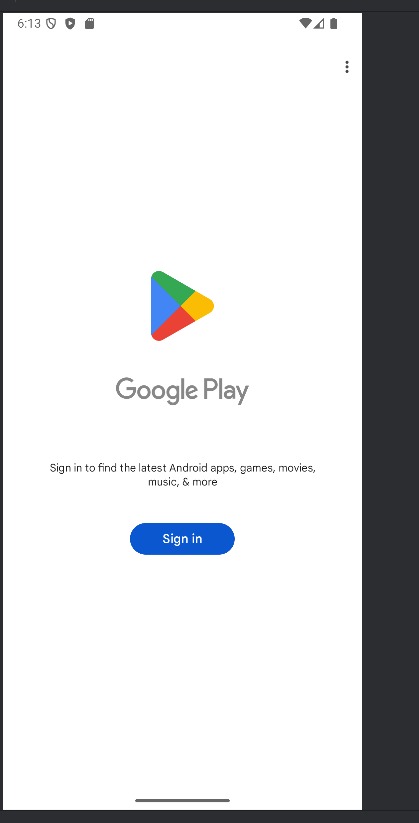 6:13
Google Play
Sign in to find the latest Android apps, games, movies,
music, & more
Sign in